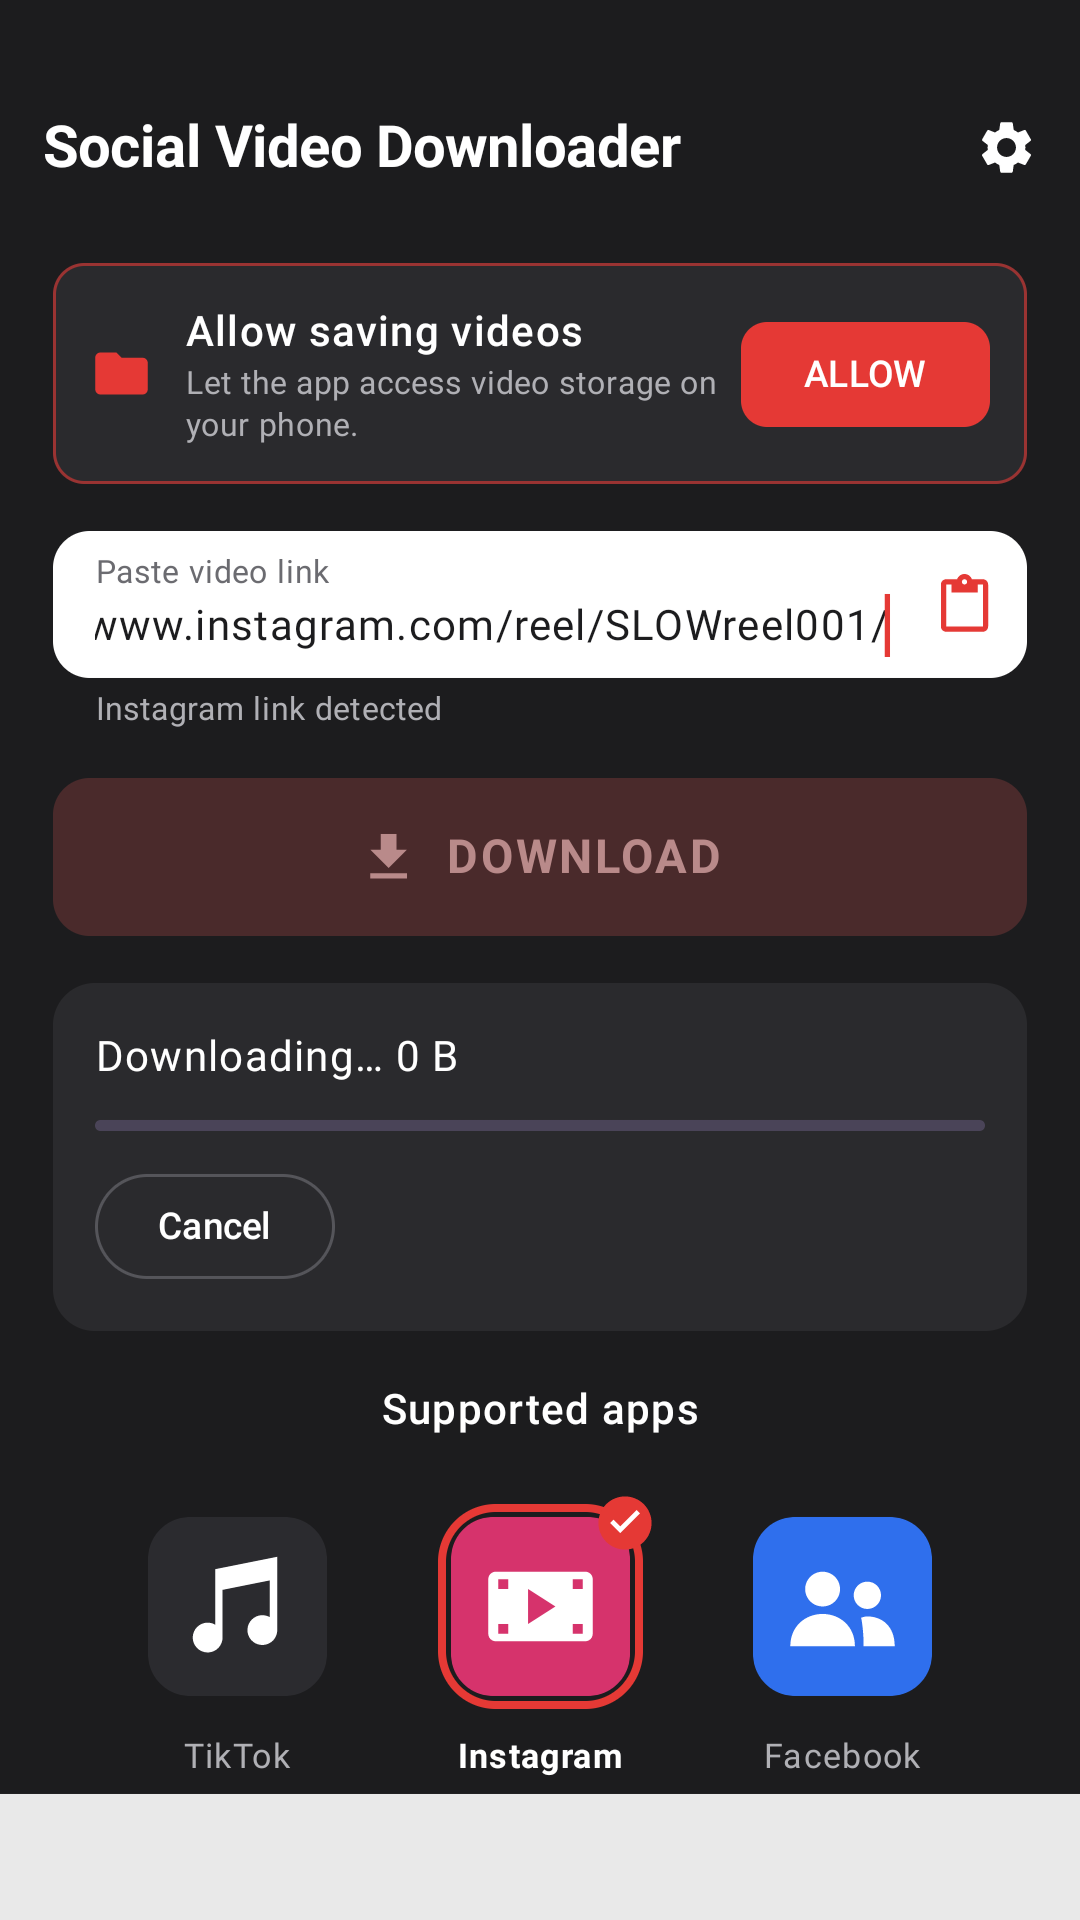 Social Video Downloader
Allow saving videos
Let the app access video storage on
your phone.
ALLOW
Paste video link
www.instagram.com/reel/SLOWreel001/
Instagram link detected
DOWNLOAD
Downloading… 0 B
Cancel
Supported apps
TikTok
Instagram
Facebook